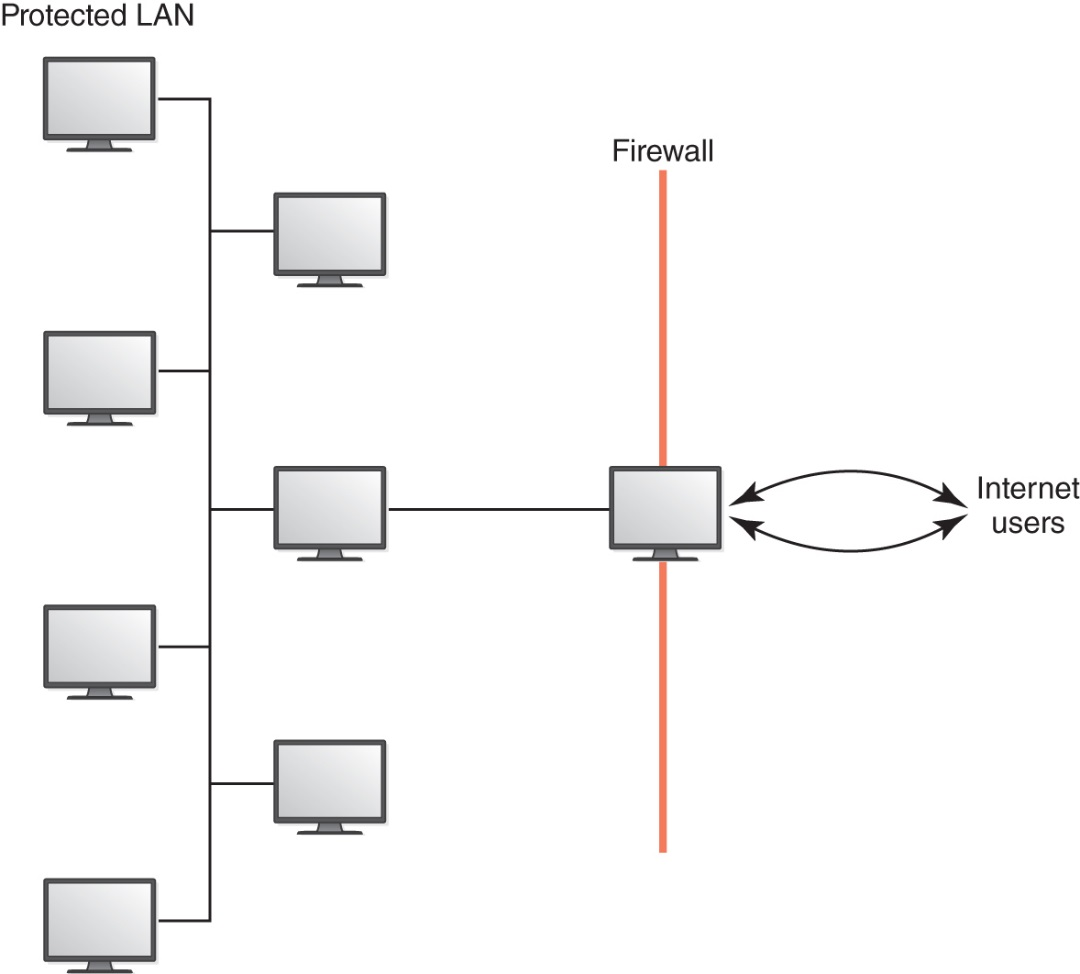 Protected LAN
Firewall
Internet
users